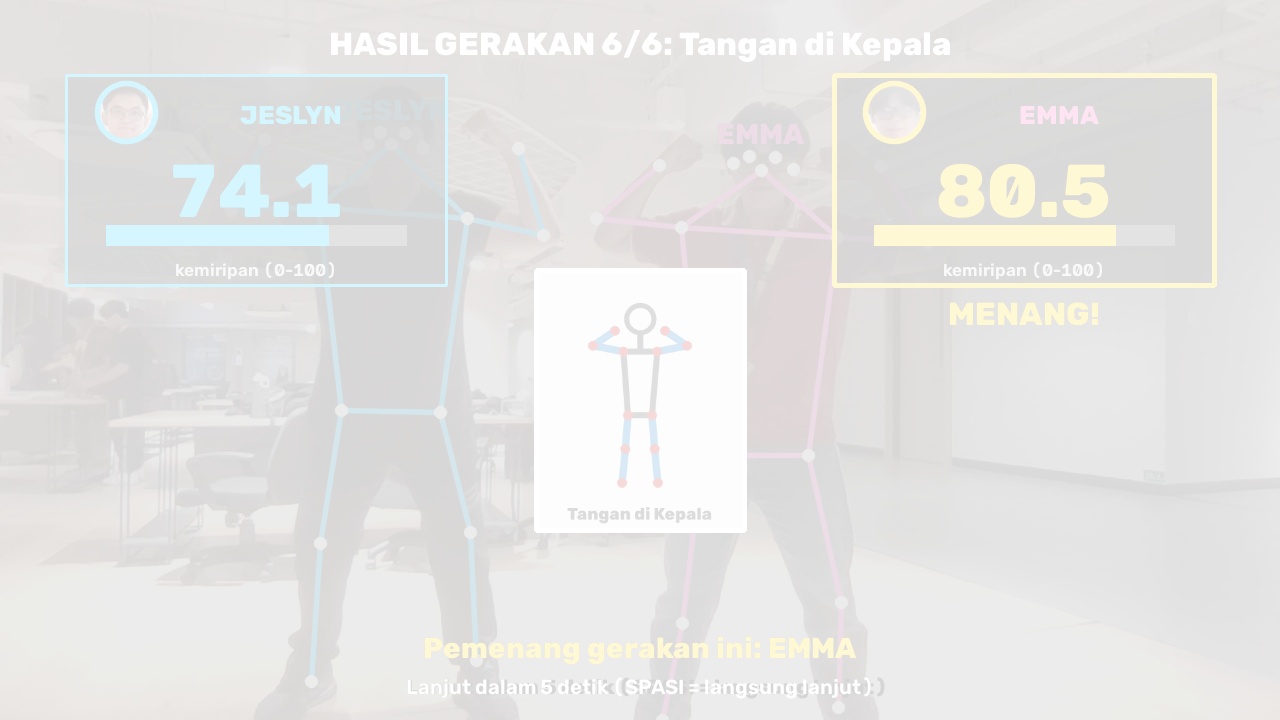 HASIL GERAKAN 6/6: Tangan di Kepala
JESLYN
74.1
kemiripan (0-100)
JESLYN
EMMA
EMMA
80.5
kemiripan (0-100)
MENANG!
Tangan di Kepala
Pemenang gerakan ini: EMMA
Lanjut dalam 5 detik (SPASI = langsung lanjut)